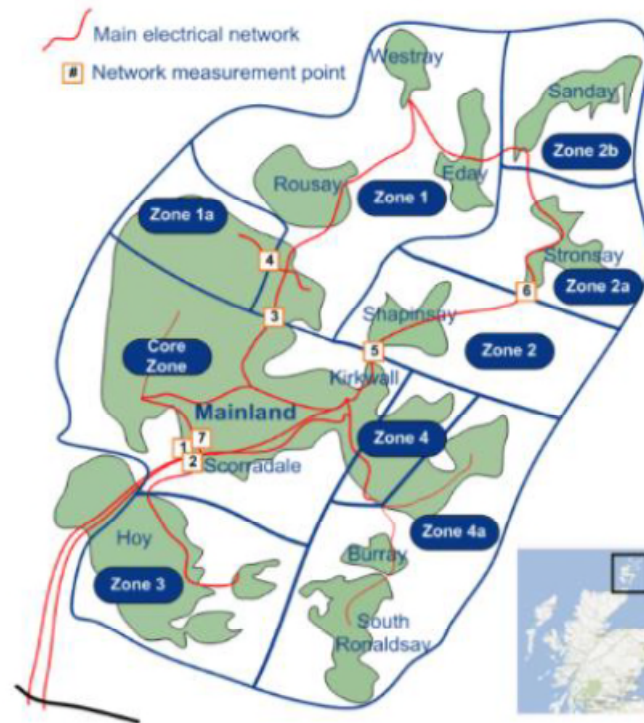 Main electrical network
# Network measurement point
Westray
Sanday
Zone 2b
Eday
Rousay
Zone 1
Zone 1a
4
Stronsay
6
Zone 2a
3
Shapinsay
Zone 2
5
Core
Zone
Kirkwall
Mainland
Zone 4
7
1
2
Scorradale
Zone 4a
Hoy
Burray
Zone 3
South
Ronaldsay